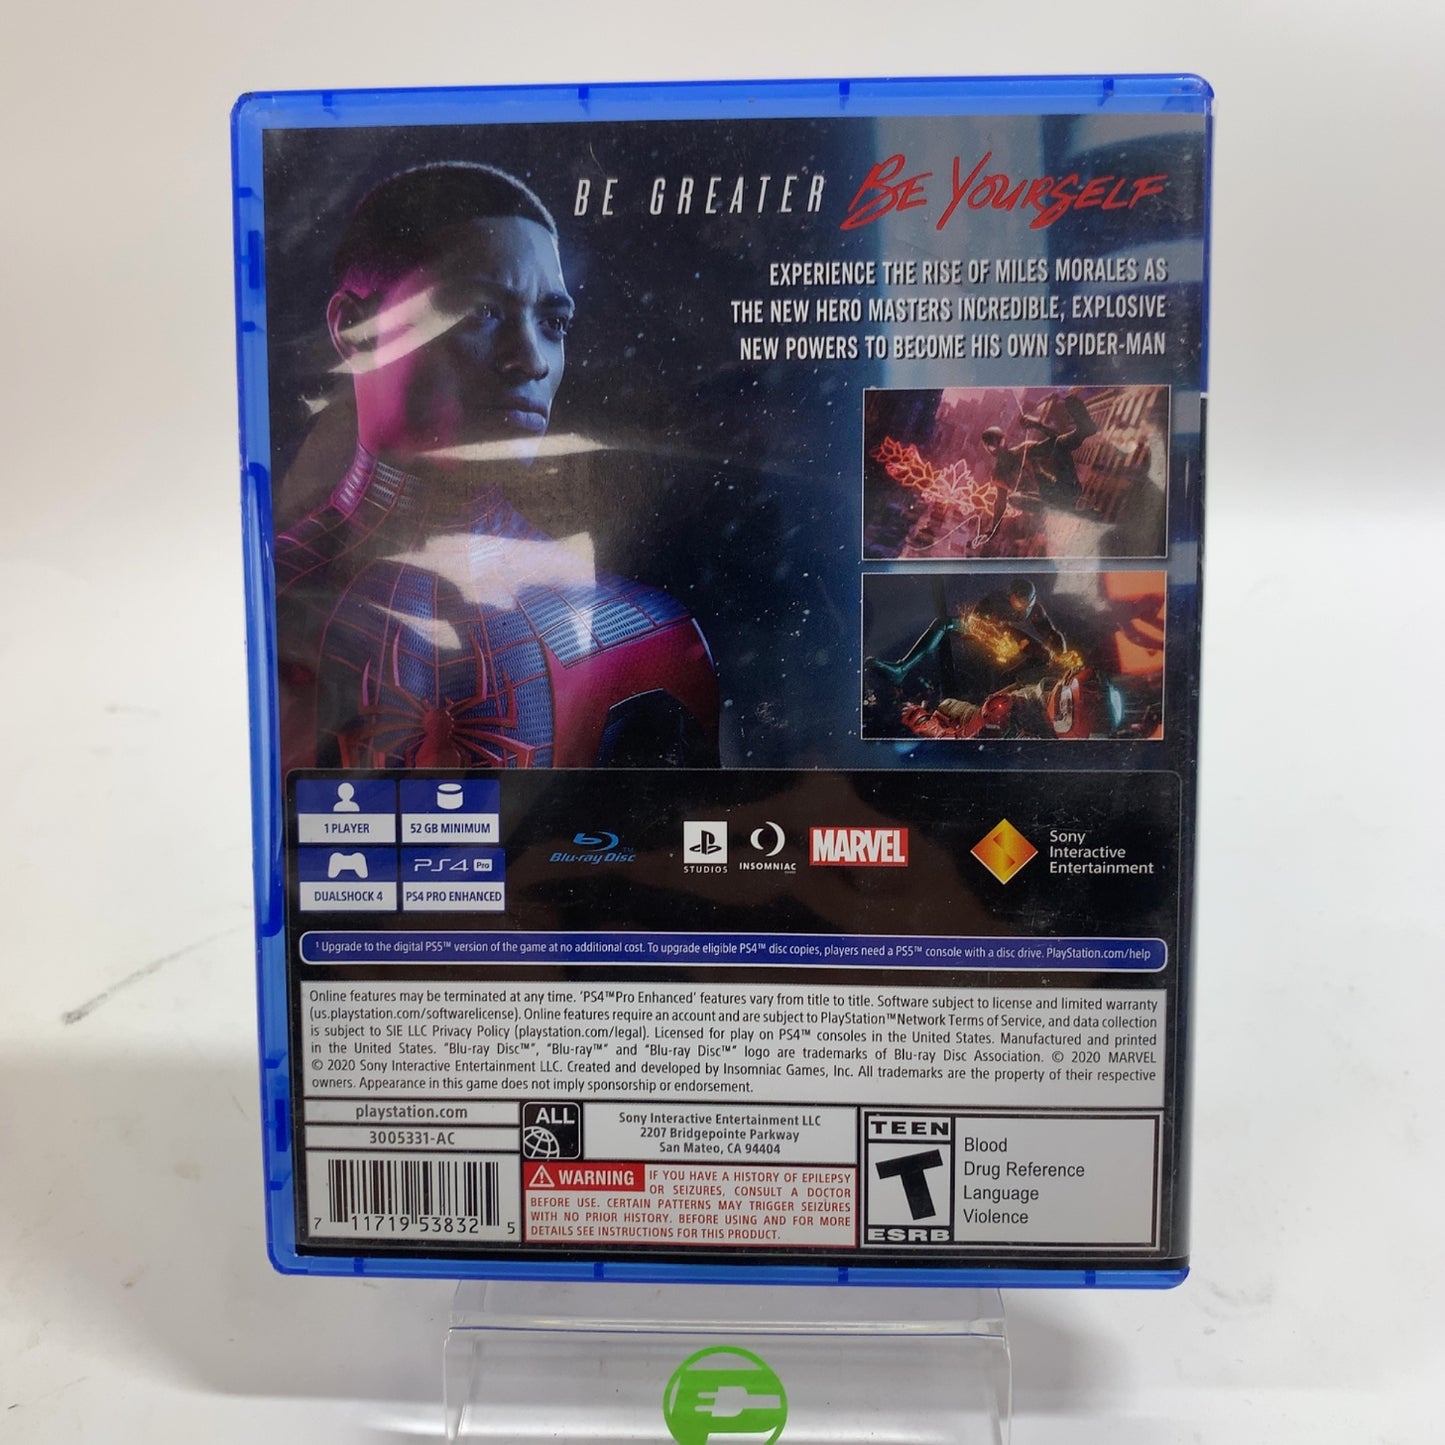 BE GREATER BE YOURSELF
EXPERIENCE THE RISE OF MILES MORALES AS
THE NEW HERO MASTERS INCREDIBLE, EXPLOSIVE
NEW POWERS TO BECOME HIS OWN SPIDER-MAN
1 PLAYER
52 GB MINIMUM
DUALSHOCK 4
PS4 Pro
PS4 PRO ENHANCED
Blu-ray Disc™
STUDIOS
INSOMNIAC
MARVEL
Sony
Interactive
Entertainment
¹ Upgrade to the digital PS5™ version of the game at no additional cost. To upgrade eligible PS4™ disc copies, players need a PS5™ console with a disc drive. PlayStation.com/help
Online features may be terminated at any time. 'PS4™Pro Enhanced' features vary from title to title. Software subject to license and limited warranty
(us.playstation.com/softwarelicense). Online features require an account and are subject to PlayStation™Network Terms of Service, and data collection
is subject to SIE LLC Privacy Policy (playstation.com/legal). Licensed for play on PS4™ consoles in the United States. Manufactured and printed
in the United States. "Blu-ray Disc™", "Blu-ray™" and "Blu-ray Disc™" logo are trademarks of Blu-ray Disc Association. © 2020 MARVEL
© 2020 Sony Interactive Entertainment LLC. Created and developed by Insomniac Games, Inc. All trademarks are the property of their respective
owners. Appearance in this game does not imply sponsorship or endorsement.
playstation.com
3005331-AC
7 11719 53832 5
ALL
Sony Interactive Entertainment LLC
2207 Bridgepointe Parkway
San Mateo, CA 94404
WARNING IF YOU HAVE A HISTORY OF EPILEPSY
OR SEIZURES, CONSULT A DOCTOR
BEFORE USE. CERTAIN PATTERNS MAY TRIGGER SEIZURES
WITH NO PRIOR HISTORY. BEFORE USING AND FOR MORE
DETAILS SEE INSTRUCTIONS FOR THIS PRODUCT.
TEEN
T
ESRB
Blood
Drug Reference
Language
Violence